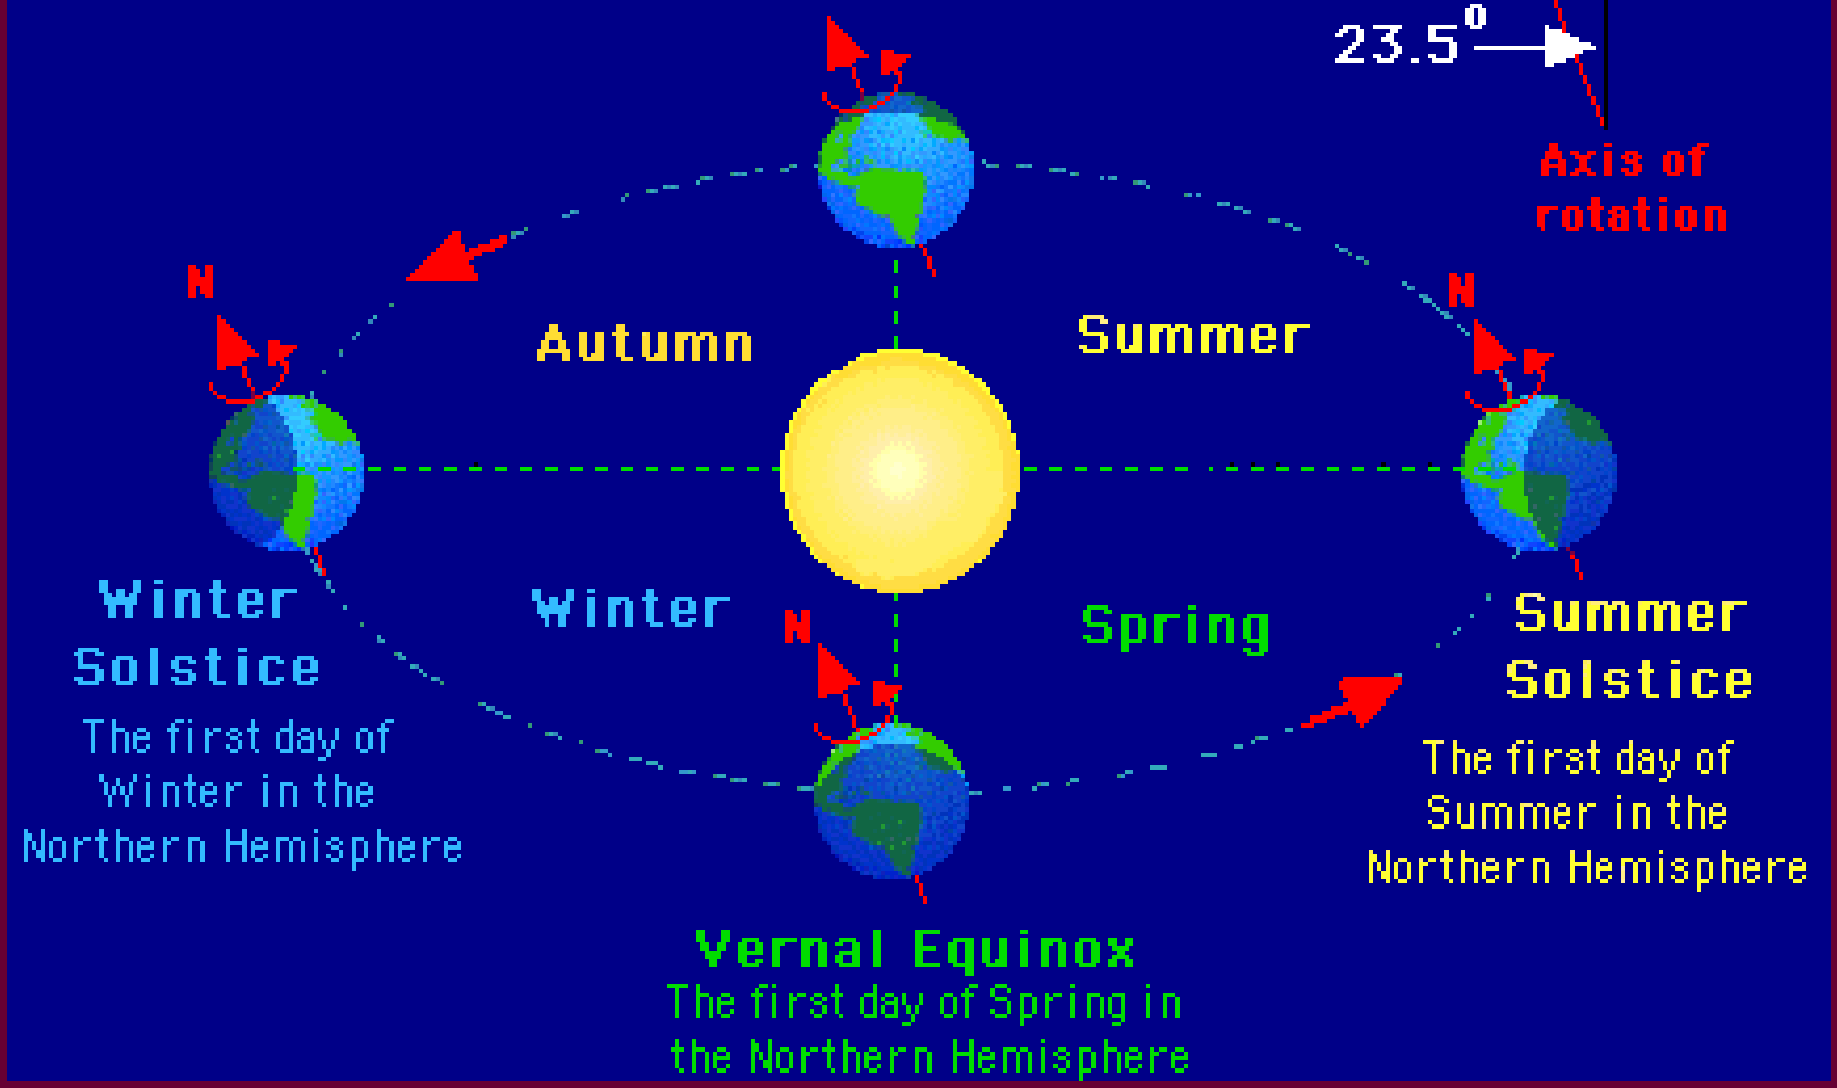 23.5°
Axis of
rotation
N
N
Autumn
Summer
Winter
Solstice
The first day of
Winter in the
Northern Hemisphere
Winter
N
Spring
Summer
Solstice
The first day of
Summer in the
Northern Hemisphere
Vernal Equinox
The first day of Spring in
the Northern Hemisphere